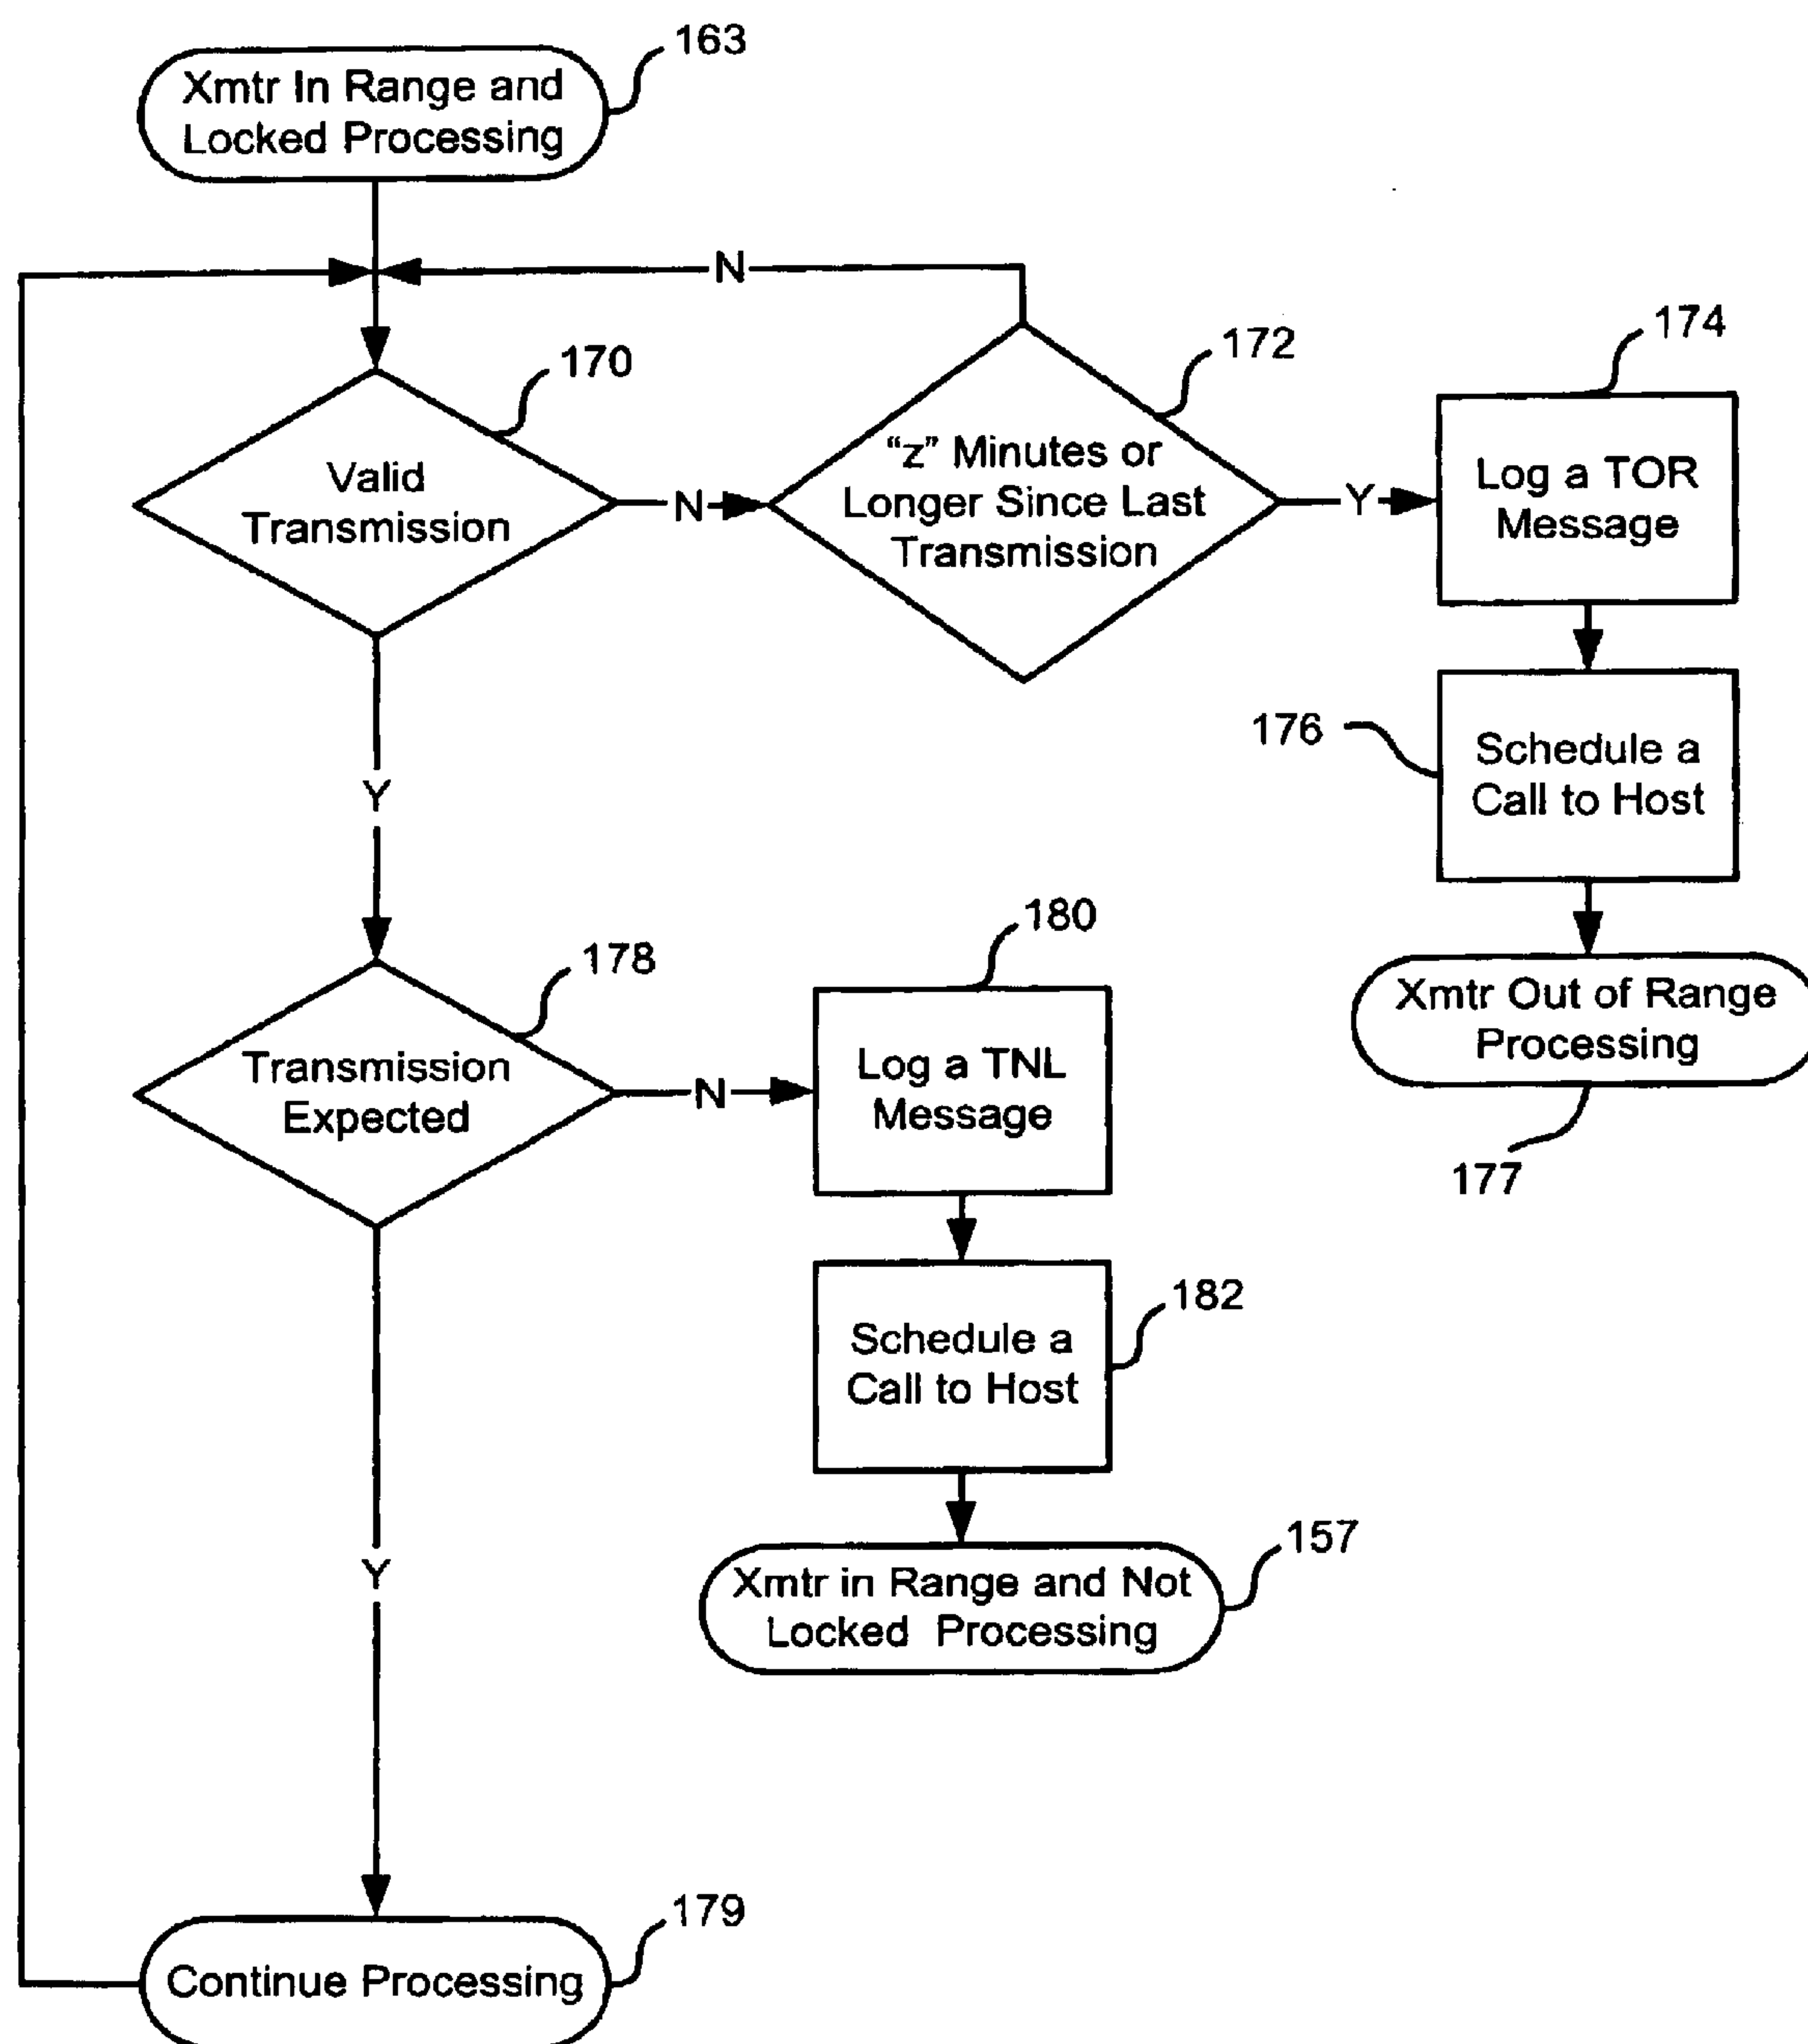 163
Xmtr In Range and
Locked Processing
N
170
Valid
Transmission
N
172
“z” Minutes or
Longer Since Last
Transmission
Y
174
Log a TOR
Message
176
Schedule a
Call to Host
Xmtr Out of Range
Processing
177
Y
178
Transmission
Expected
N
180
Log a TNL
Message
182
Schedule a
Call to Host
157
Xmtr in Range and Not
Locked Processing
Y
179
Continue Processing